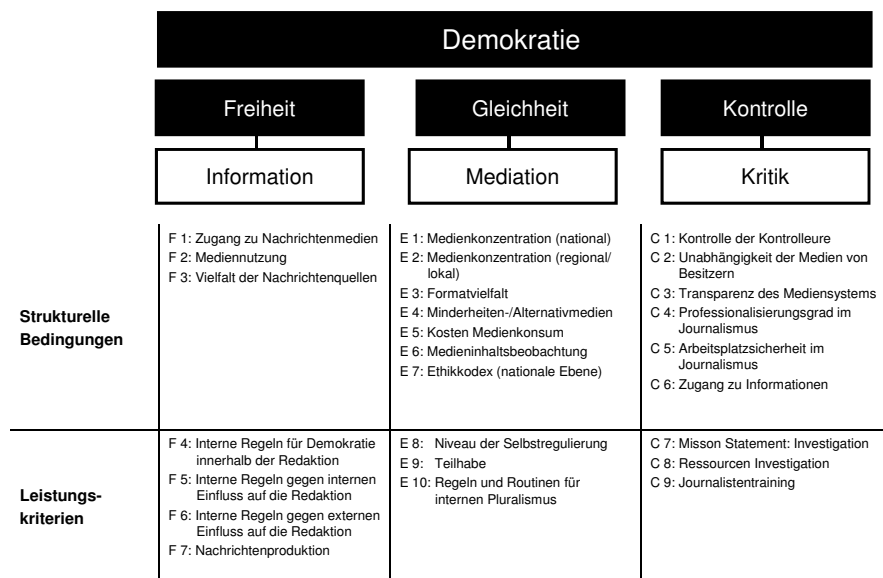 Demokratie
Freiheit
Gleichheit
Kontrolle
Information
Mediation
Kritik
Strukturelle
Bedingungen
F 1: Zugang zu Nachrichtenmedien
F 2: Mediennutzung
F 3: Vielfalt der Nachrichtenquellen
E 1: Medienkonzentration (national)
E 2: Medienkonzentration (regional/
lokal)
E 3: Formatvielfalt
E 4: Minderheiten-/Alternativmedien
E 5: Kosten Medienkonsum
E 6: Medieninhaltsbeobachtung
E 7: Ethikkodex (nationale Ebene)
C 1: Kontrolle der Kontrolleure
C 2: Unabhängigkeit der Medien von
Besitzern
C 3: Transparenz des Mediensystems
C 4: Professionalisierungsgrad im
Journalismus
C 5: Arbeitsplatzsicherheit im
Journalismus
C 6: Zugang zu Informationen
Leistungs-
kriterien
F 4: Interne Regeln für Demokratie
innerhalb der Redaktion
F 5: Interne Regeln gegen internen
Einfluss auf die Redaktion
F 6: Interne Regeln gegen externen
Einfluss auf die Redaktion
F 7: Nachrichtenproduktion
E 8: Niveau der Selbstregulierung
E 9: Teilhabe
E 10: Regeln und Routinen für
internen Pluralismus
C 7: Misson Statement: Investigation
C 8: Ressourcen Investigation
C 9: Journalistentraining